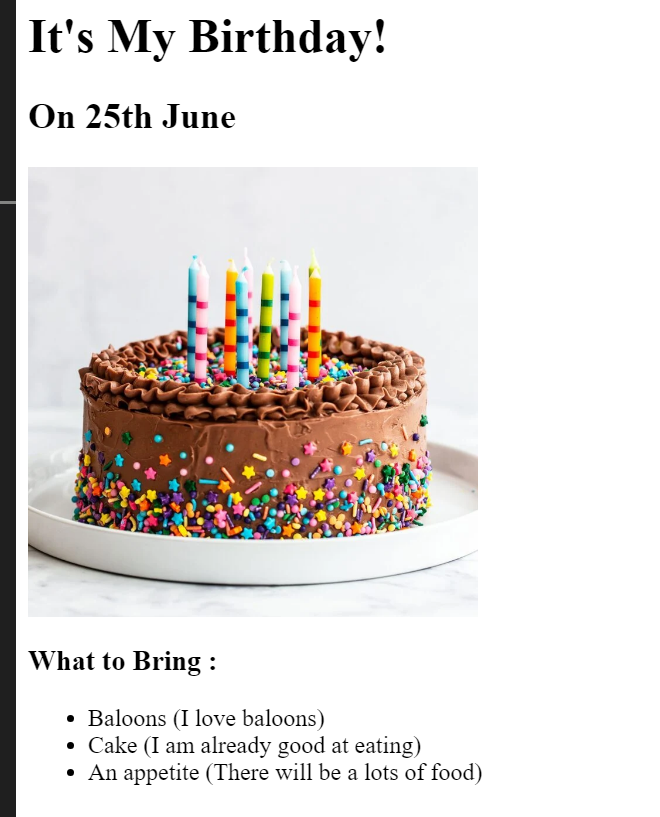 It's My Birthday!
On 25th June
What to Bring :
Baloons (I love baloons)
Cake (I am already good at eating)
An appetite (There will be a lots of food)